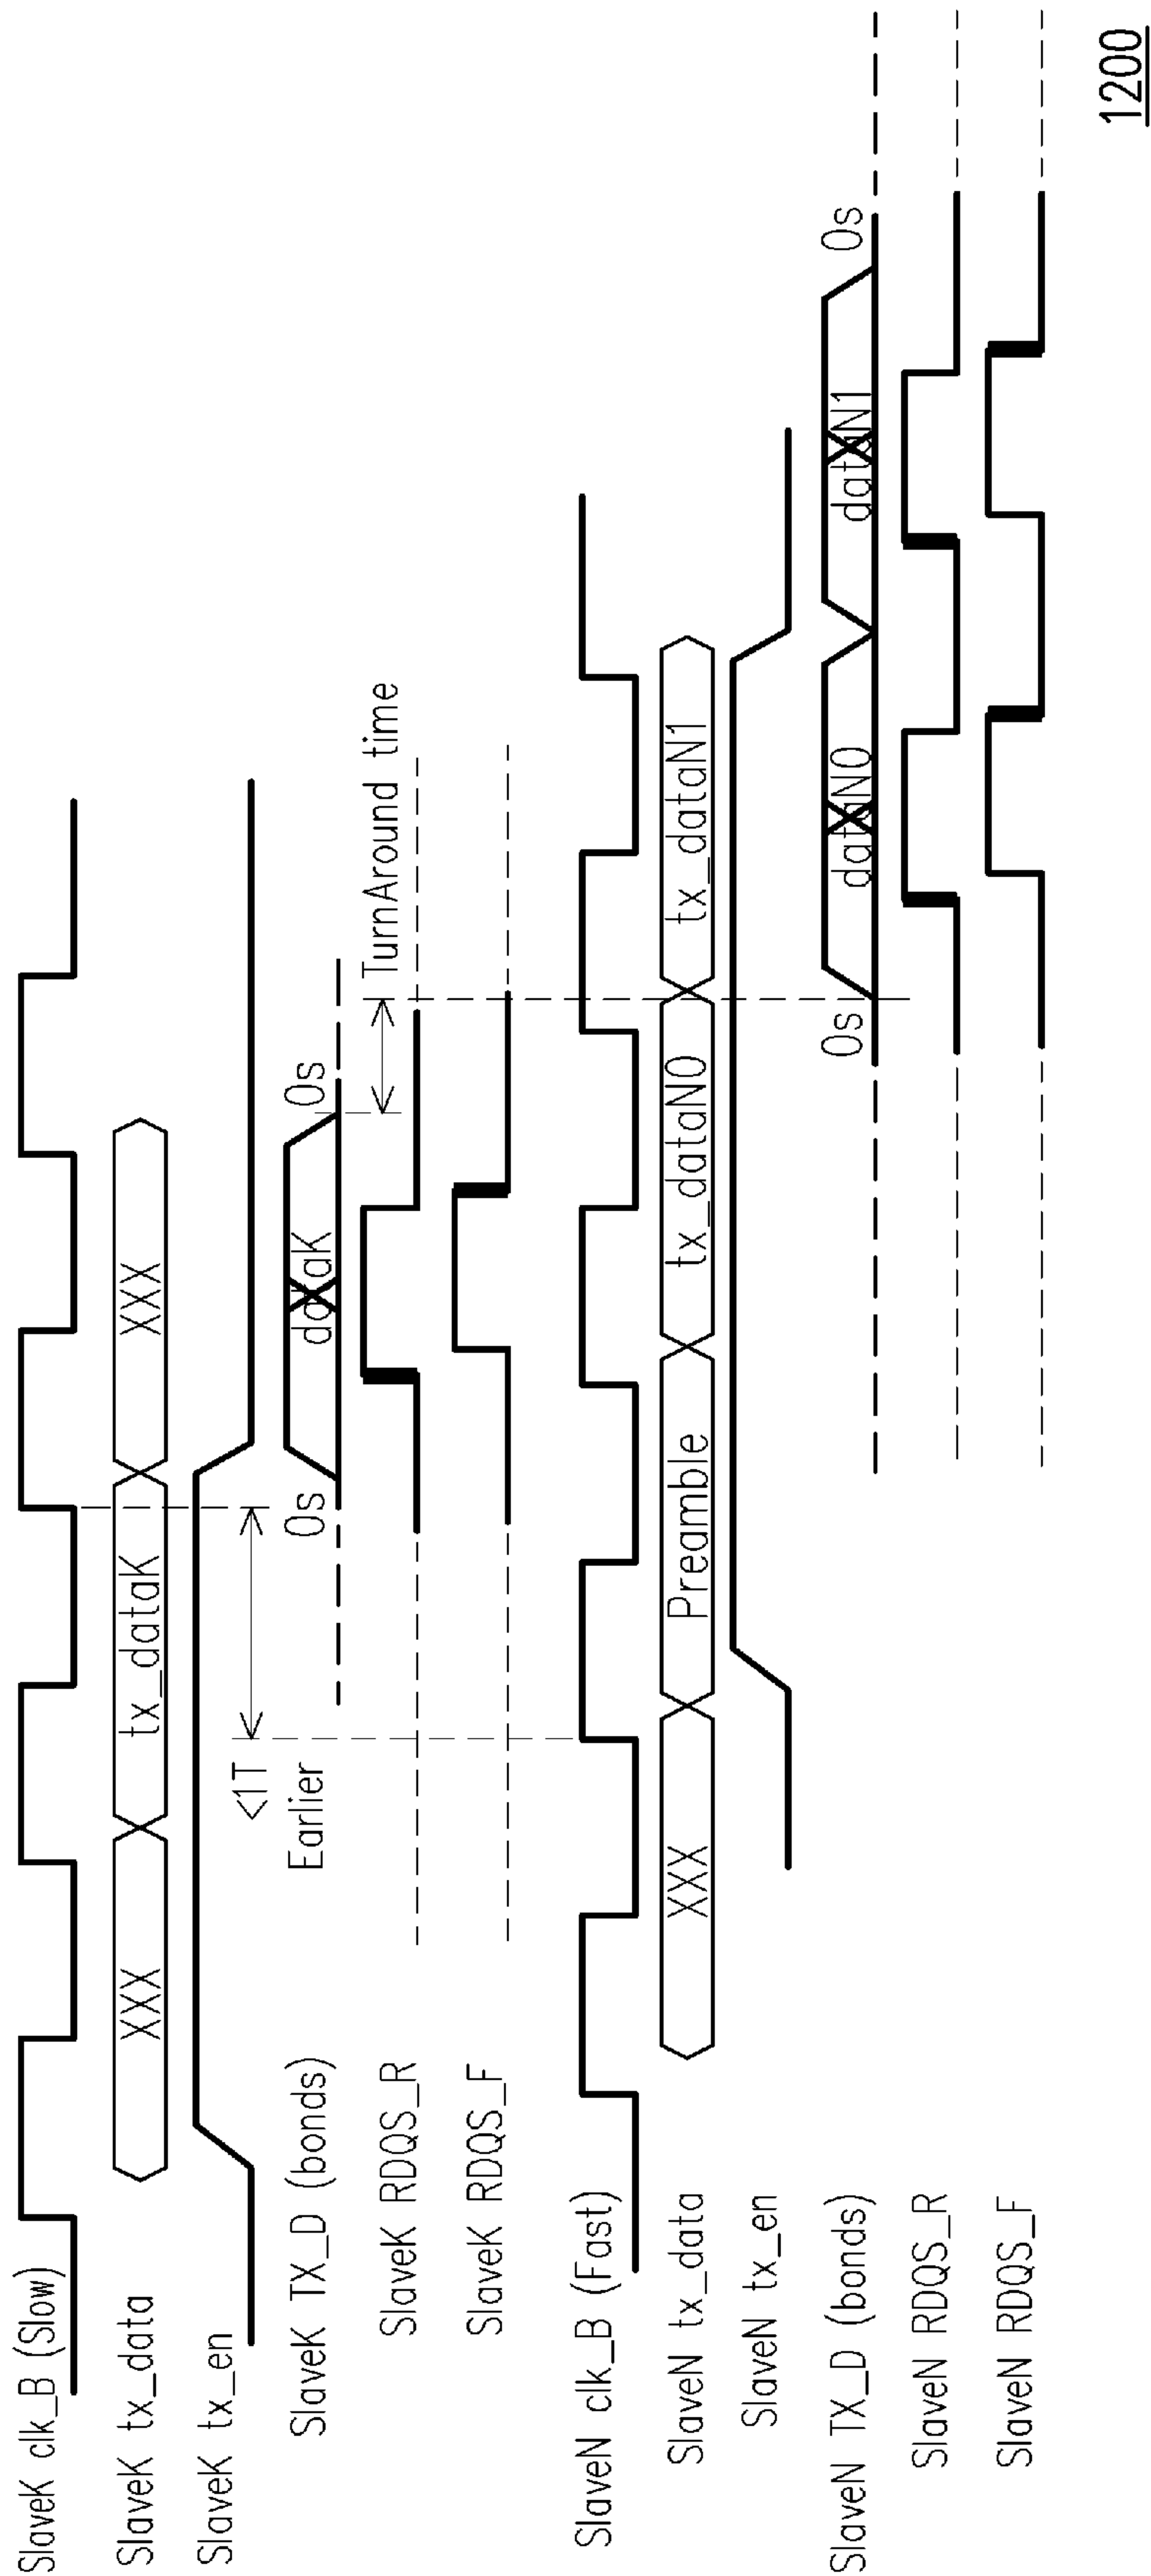 SlaveK clk_B (Slow)
SlaveK tx_data
XXX
tx_dataK
XXX
SlaveK tx_en
<1T
Earlier
SlaveK TX_D (bonds)
0s
dataK
0s
TurnAround time
SlaveK RDQS_R
SlaveK RDQS_F
SlaveN clk_B (Fast)
SlaveN tx_data
XXX
Preamble
tx_dataN0
tx_dataN1
SlaveN tx_en
SlaveN TX_D (bonds)
0s
dataN0
dataN1
0s
SlaveN RDQS_R
SlaveN RDQS_F
1200